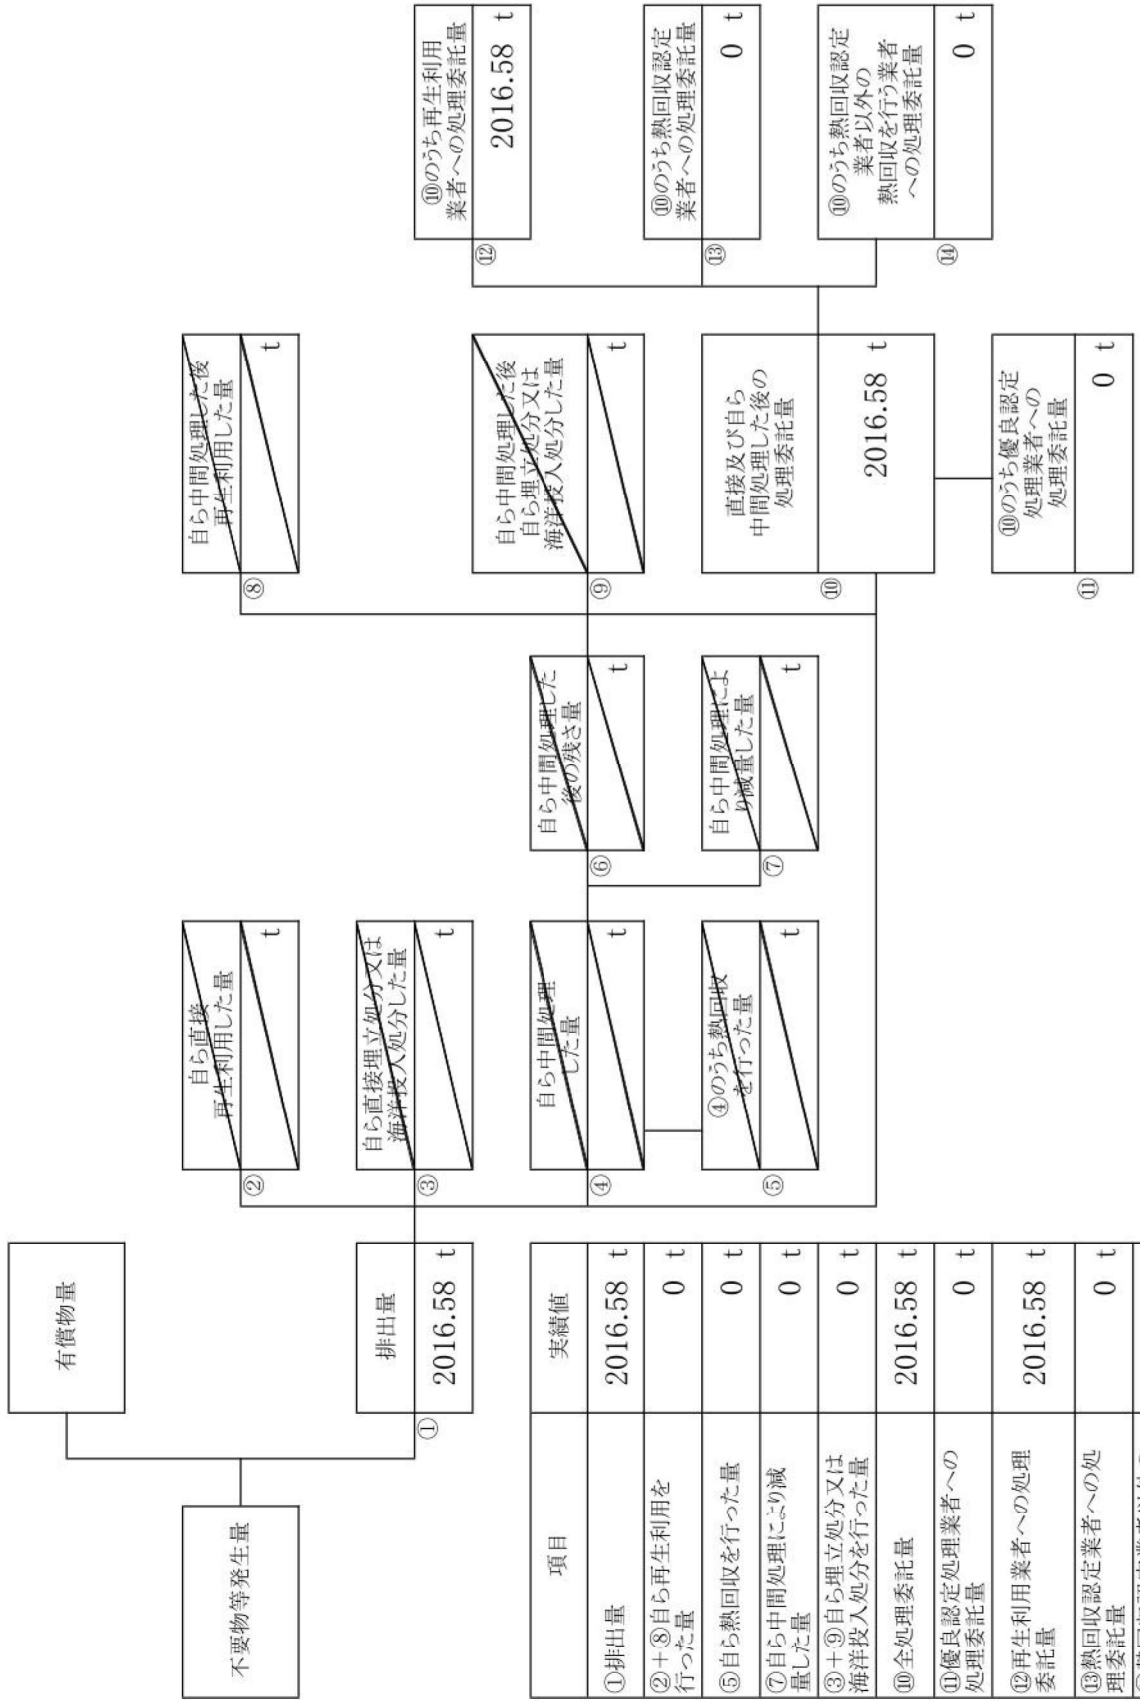 不要物等発生量
有償物量
排出量
①
2016.58 t
②
自ら直接
再生利用した量
t
③
自ら直接埋立処分又は
海洋投入処分した量
t
④
自ら中間処理
した量
t
⑤
④のうち熱回収
を行った量
t
⑥
自ら中間処理した
後の残さ量
t
⑦
自ら中間処理によ
り減量した量
t
⑧
自ら中間処理した後
再生利用した量
t
⑨
自ら中間処理した後
自ら埋立処分又は
海洋投入処分した量
t
⑩
直接及び自ら
中間処理した後の
処理委託量
2016.58 t
⑪
⑩のうち優良認定
処理業者への
処理委託量
0 t
⑫
⑩のうち再生利用
業者への処理委託量
2016.58 t
⑬
⑩のうち熱回収認定
業者への処理委託量
0 t
⑭
⑩のうち熱回収認定
業者以外の
熱回収を行う業者
への処理委託量
0 t
項目 実績値
①排出量 2016.58 t
②+⑧自ら再生利用を
行った量 0 t
⑤自ら熱回収を行った量 0 t
⑦自ら中間処理により減
量した量 0 t
③+⑨自ら埋立処分又は
海洋投入処分を行った量 0 t
⑩全処理委託量 2016.58 t
⑪優良認定処理業者への
処理委託量 0 t
⑫再生利用業者への処理
委託量 2016.58 t
⑬熱回収認定業者への処
理委託量 0 t